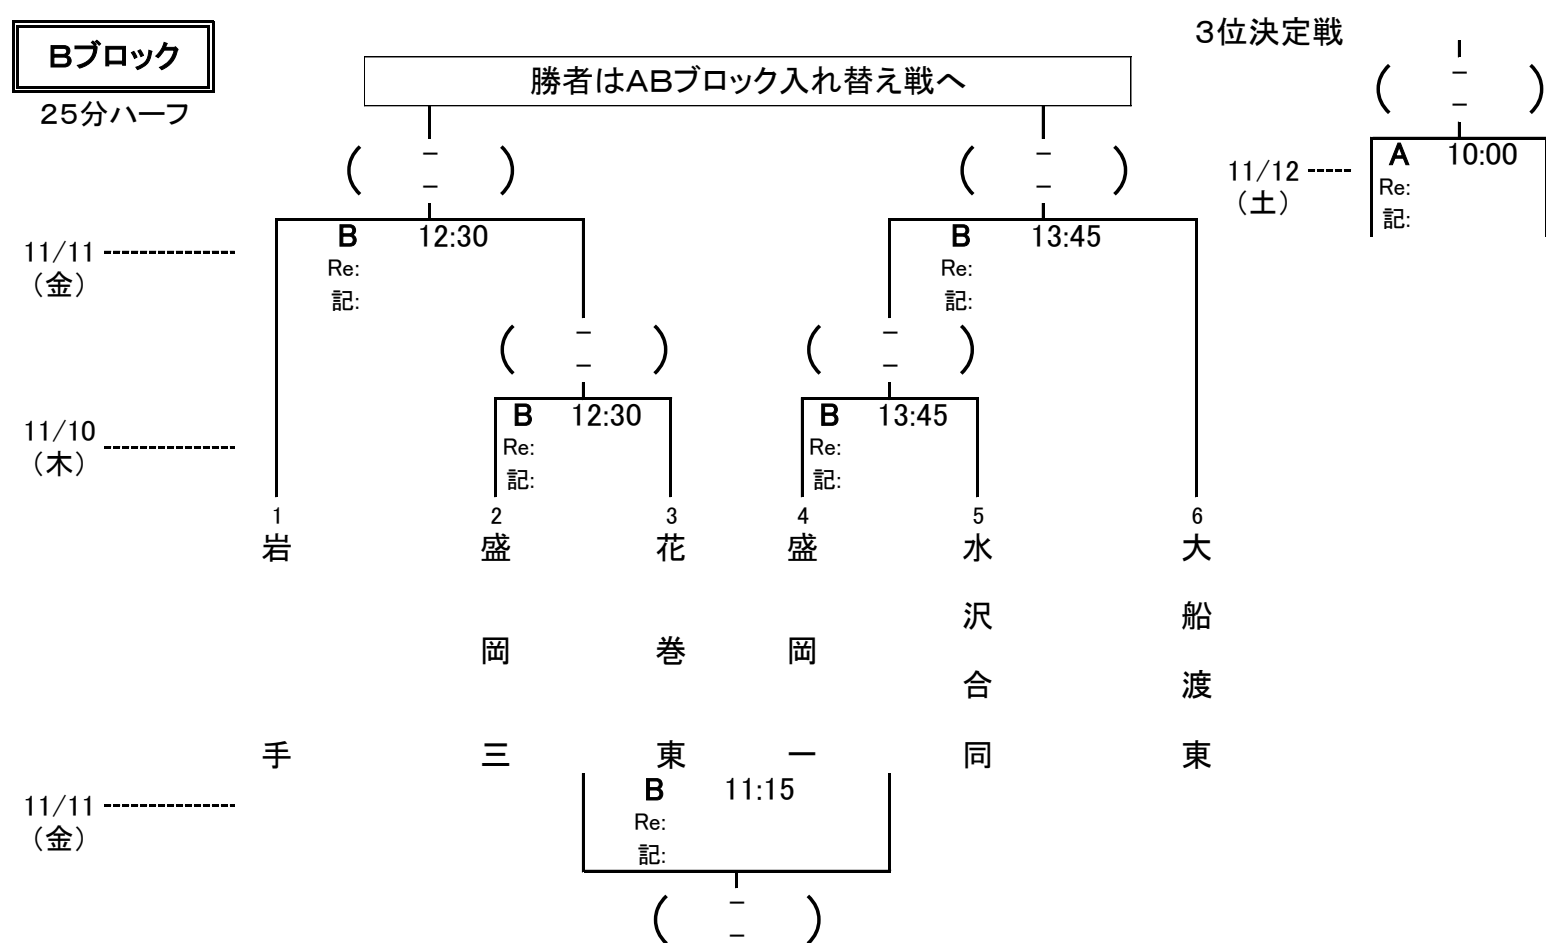 Bブロック
25分ハーフ
勝者はABブロック入れ替え戦へ
3位決定戦
( - - )
11/12
(土)
A 10:00
Re:
記:
( - - )
( - - )
11/11
(金)
B 12:30
Re:
記:
B 13:45
Re:
記:
( - - )
( - - )
11/10
(木)
B 12:30
Re:
記:
B 13:45
Re:
記:
1
岩手
2
盛岡三
3
花巻東
4
盛岡一
5
水沢合同
6
大船渡東
11/11
(金)
B 11:15
Re:
記:
( - - )